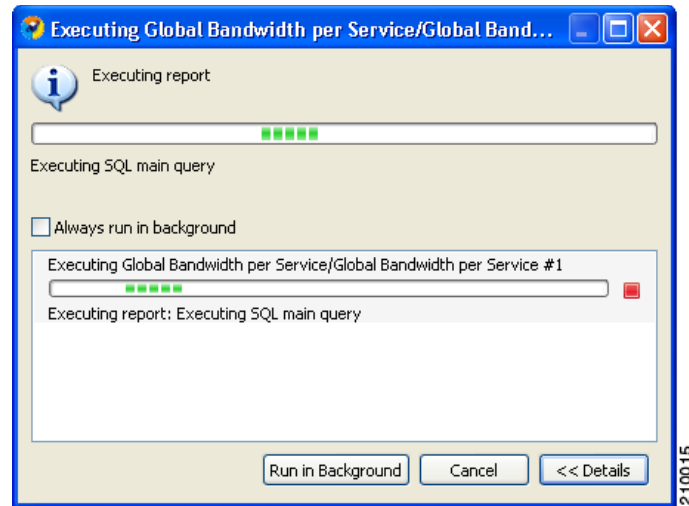 Executing Global Bandwidth per Service/Global Band...
Executing report
Executing SQL main query
Always run in background
Executing Global Bandwidth per Service/Global Bandwidth per Service #1
Executing report: Executing SQL main query
Run in Background
Cancel
<< Details
210015